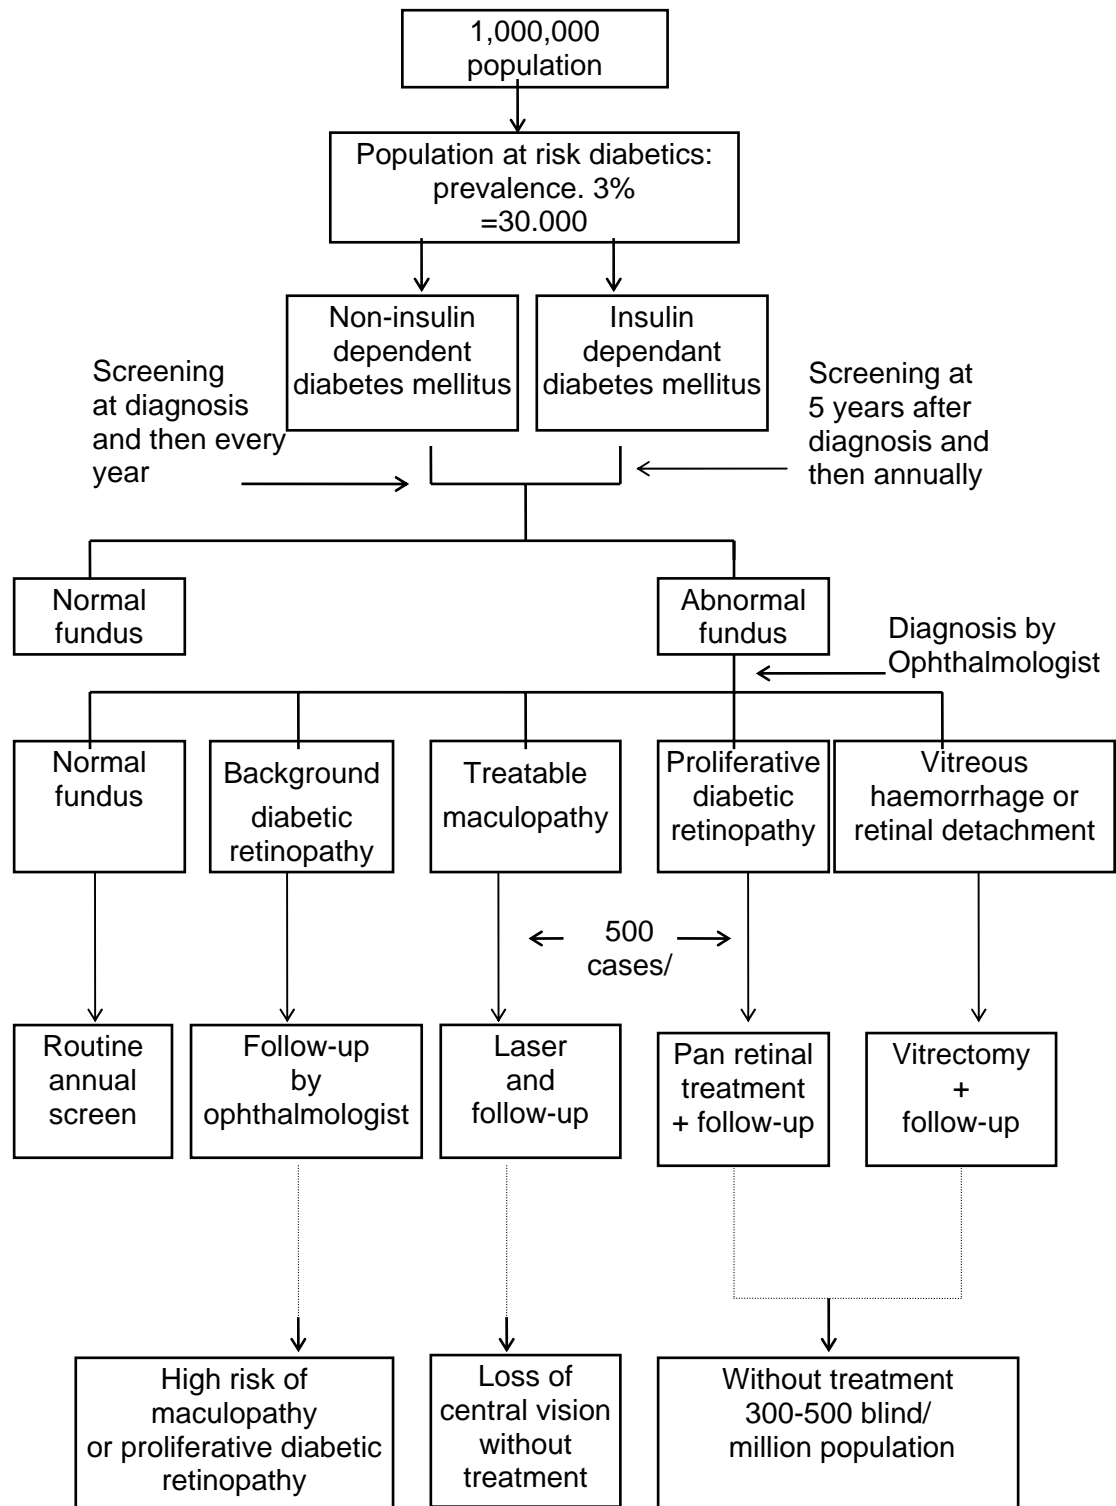 1,000,000
population
Population at risk diabetics:
prevalence. 3%
=30.000
Non-insulin
dependent
diabetes mellitus
Insulin
dependant
diabetes mellitus
Screening
at diagnosis
and then every
year
Screening at
5 years after
diagnosis and
then annually
Normal
fundus
Abnormal
fundus
Diagnosis by
Ophthalmologist
Normal
fundus
Background
diabetic
retinopathy
Treatable
maculopathy
Proliferative
diabetic
retinopathy
Vitreous
haemorrhage or
retinal detachment
500
cases/
Routine
annual
screen
Follow-up
by
ophthalmologist
Laser
and
follow-up
Pan retinal
treatment
+ follow-up
Vitrectomy
+
follow-up
High risk of
maculopathy
or proliferative diabetic
retinopathy
Loss of
central vision
without
treatment
Without treatment
300-500 blind/
million population